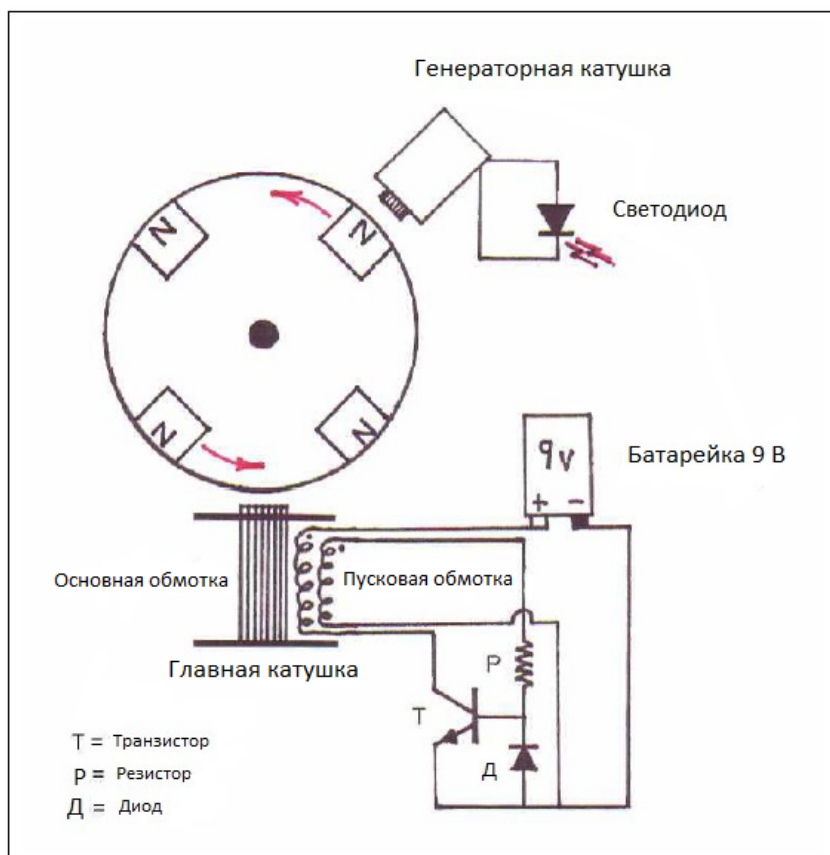 Генераторная катушка
Светодиод
N
N
N
N
9v
+ -
Батарейка 9 В
Основная обмотка
Пусковая обмотка
Главная катушка
Р
Т
Д
Т = Транзистор
Р = Резистор
Д = Диод